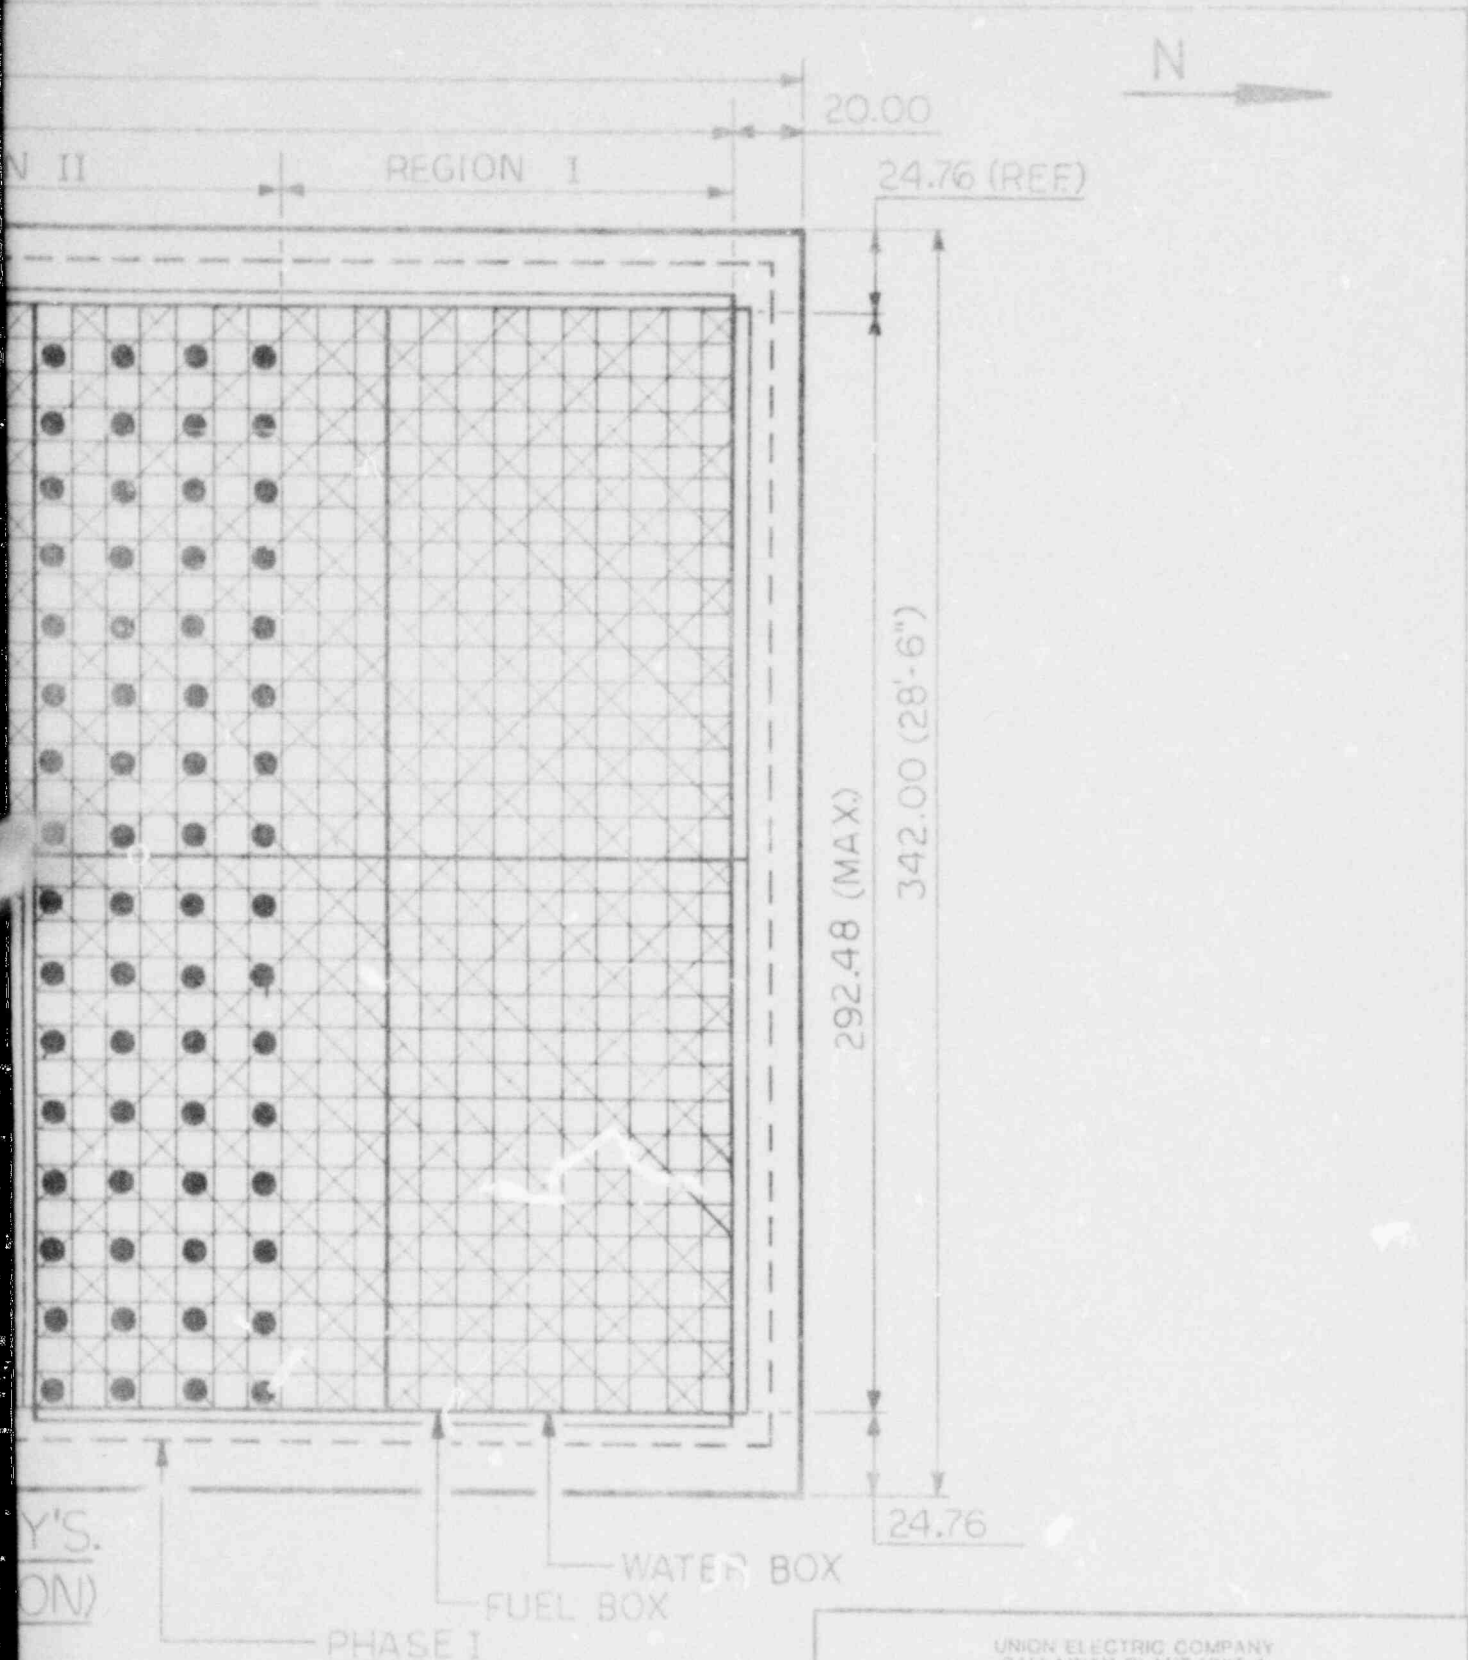 N
20.00
N II
REGION I
24.76 (REF.)
342.00 (28'-6")
292.48 (MAX.)
24.76
Y'S.
ON)
WATER BOX
FUEL BOX
PHASE I
UNION ELECTRIC COMPANY